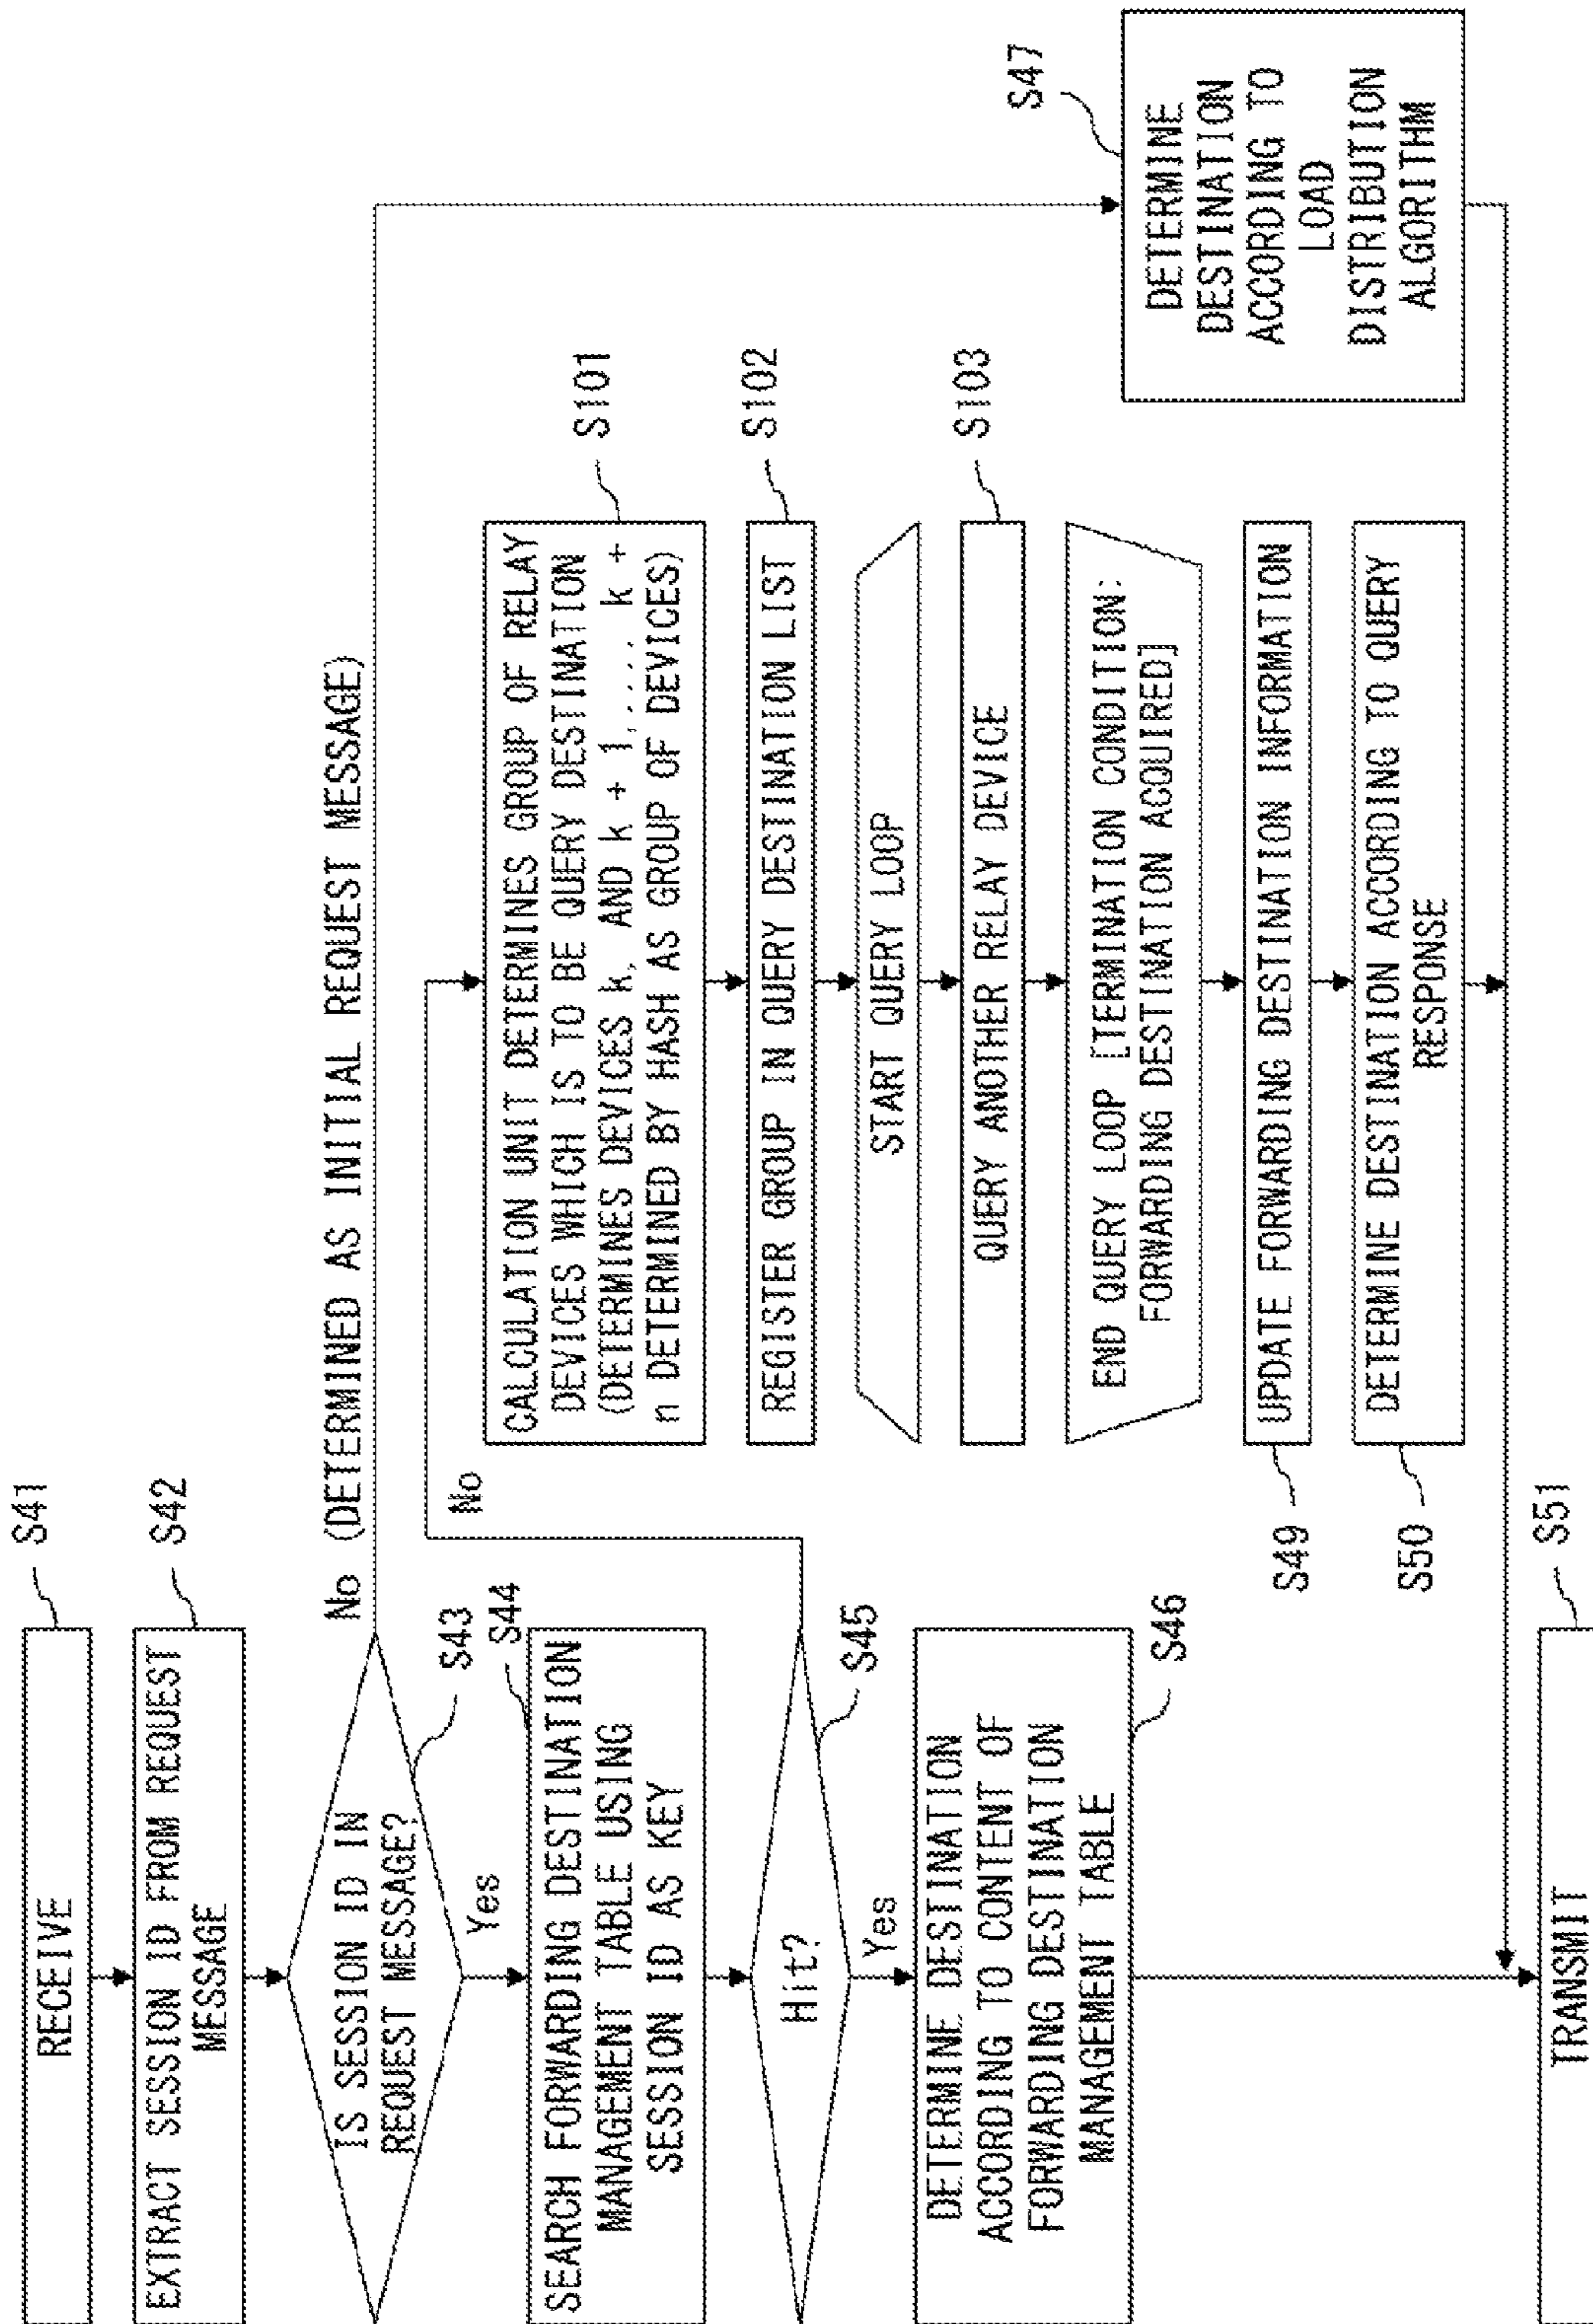 RECEIVE
S41
EXTRACT SESSION ID FROM REQUEST
MESSAGE
S42
IS SESSION ID IN
REQUEST MESSAGE?
S43
No (DETERMINED AS INITIAL REQUEST MESSAGE)
Yes
S44
SEARCH FORWARDING DESTINATION
MANAGEMENT TABLE USING
SESSION ID AS KEY
Hit?
S45
No
Yes
DETERMINE DESTINATION
ACCORDING TO CONTENT OF
FORWARDING DESTINATION
MANAGEMENT TABLE
S46
CALCULATION UNIT DETERMINES GROUP OF RELAY
DEVICES WHICH IS TO BE QUERY DESTINATION
(DETERMINES DEVICES k, AND k + 1,..., k +
n DETERMINED BY HASH AS GROUP OF DEVICES)
S101
REGISTER GROUP IN QUERY DESTINATION LIST
S102
START QUERY LOOP
QUERY ANOTHER RELAY DEVICE
S103
END QUERY LOOP [TERMINATION CONDITION:
FORWARDING DESTINATION ACQUIRED]
UPDATE FORWARDING DESTINATION INFORMATION
S49
DETERMINE DESTINATION ACCORDING TO QUERY
RESPONSE
S50
S47
DETERMINE
DESTINATION
ACCORDING TO
LOAD
DISTRIBUTION
ALGORITHM
TRANSMIT
S51